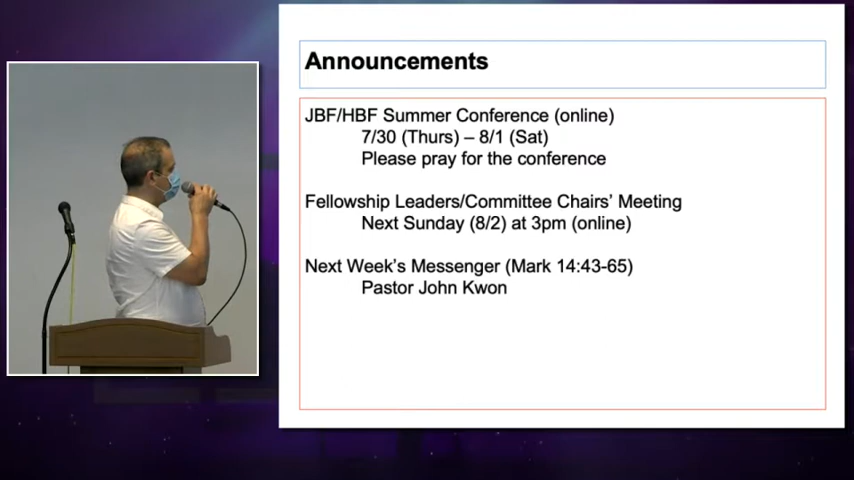 Announcements
JBF/HBF Summer Conference (online)
7/30 (Thurs) – 8/1 (Sat)
Please pray for the conference
Fellowship Leaders/Committee Chairs’ Meeting
Next Sunday (8/2) at 3pm (online)
Next Week’s Messenger (Mark 14:43-65)
Pastor John Kwon